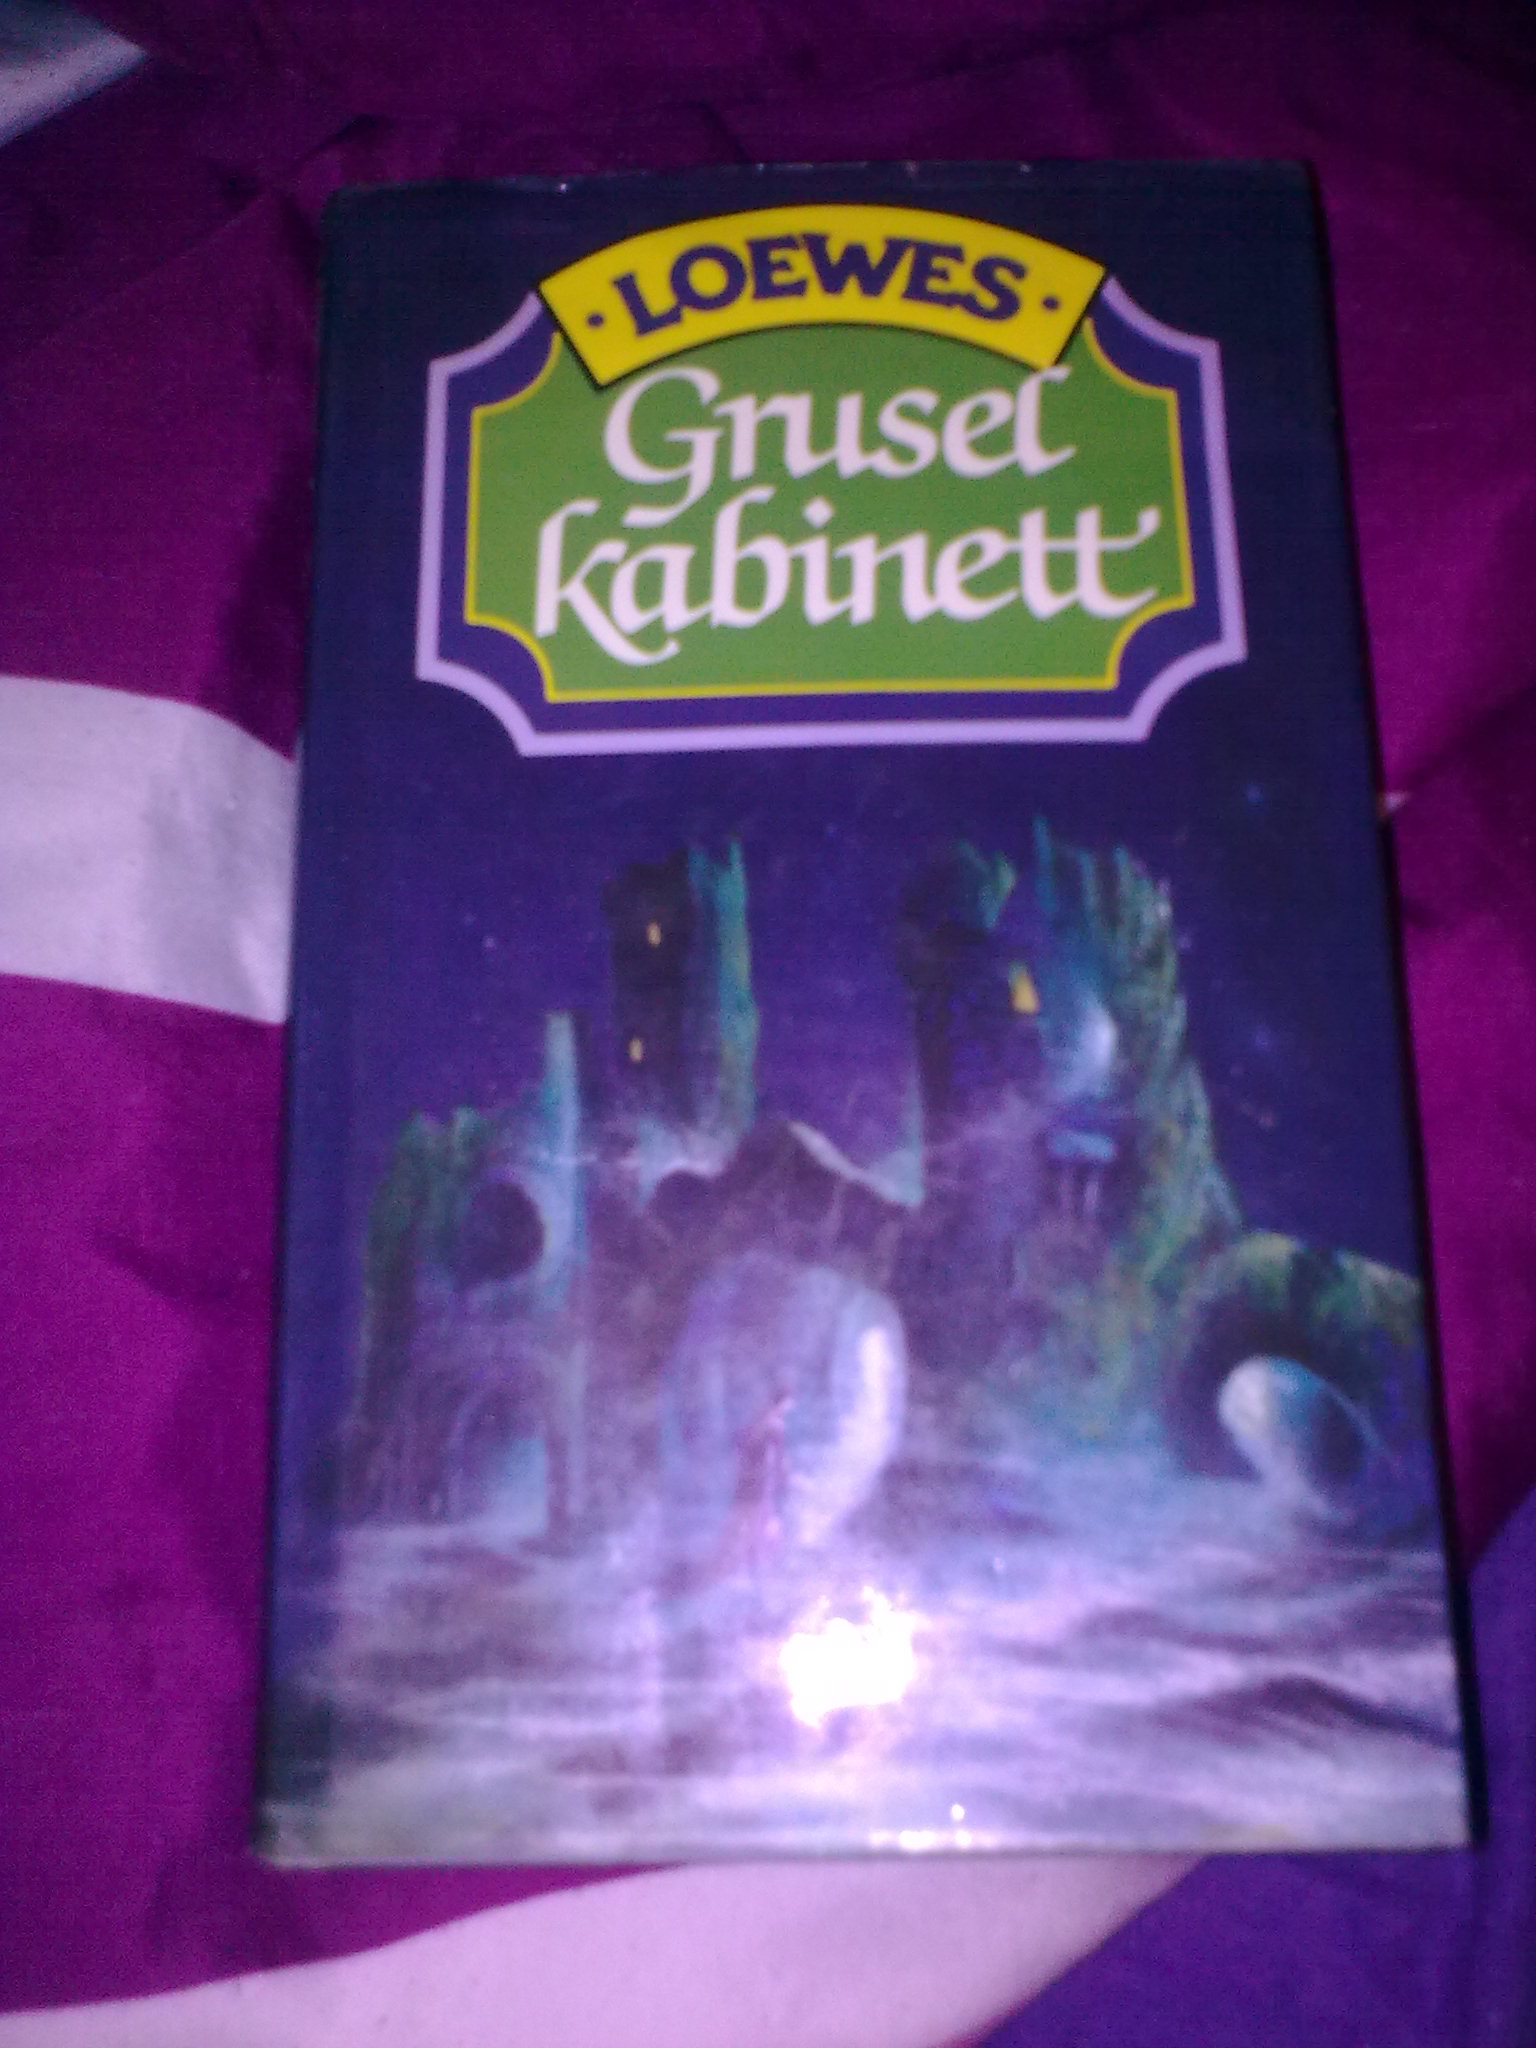 · LOEWES ·
Grusel
kabinett